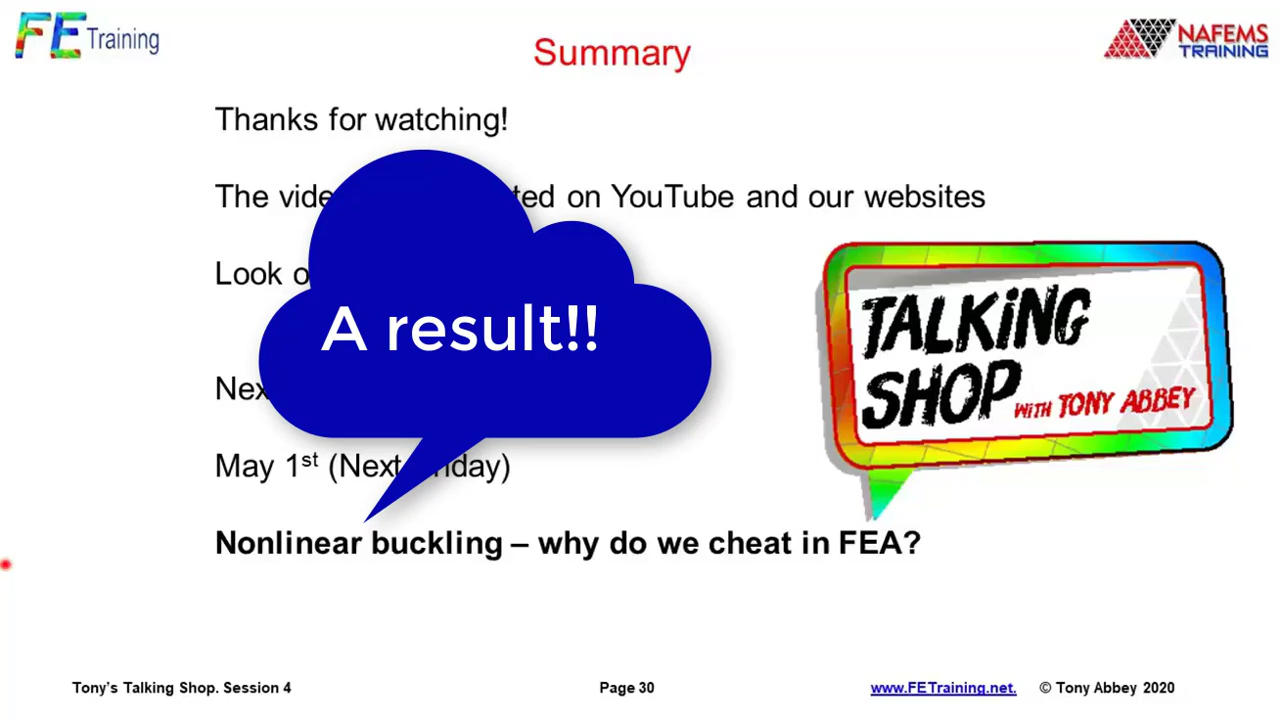 FE Training
Summary
NAFEMS
TRAINING
Thanks for watching!
The vide ted on YouTube and our websites
Look o
A result!!
TALKiNG
SHOP WiTH TONY ABBEY
Nex
May 1st (Next day)
Nonlinear buckling – why do we cheat in FEA?
Tony’s Talking Shop. Session 4
Page 30
www.FETraining.net. © Tony Abbey 2020